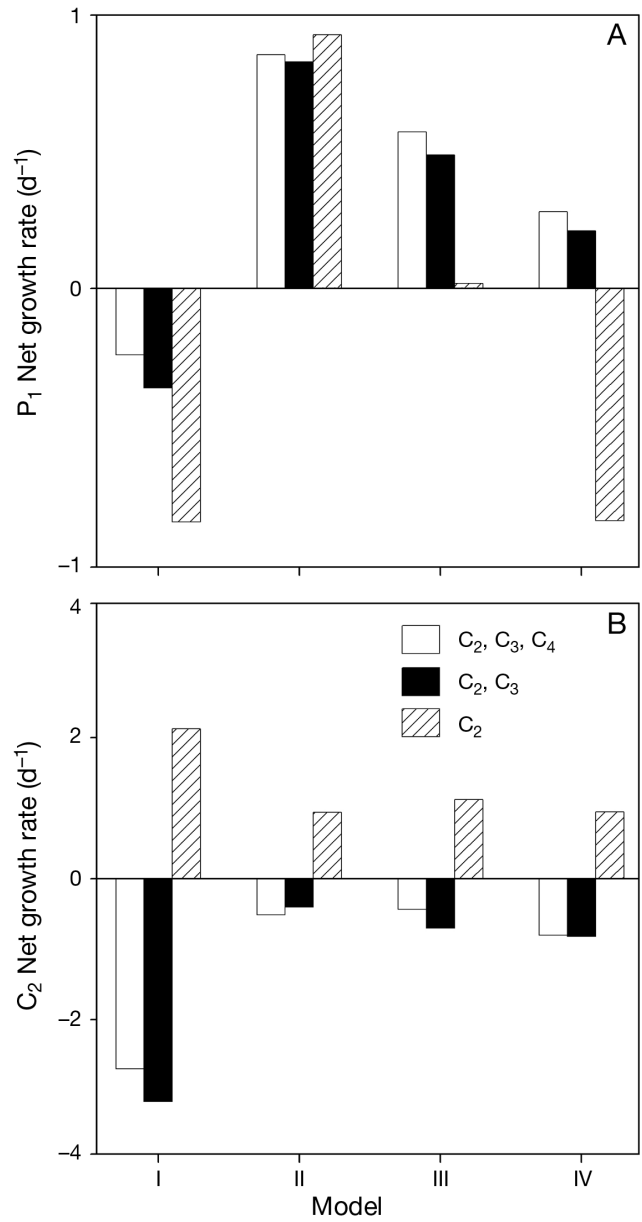 A
1
0
−1
P₁ Net growth rate (d⁻¹)
B
4
2
0
−2
−4
C₂ Net growth rate (d⁻¹)
C₂, C₃, C₄
C₂, C₃
C₂
I II III IV
Model